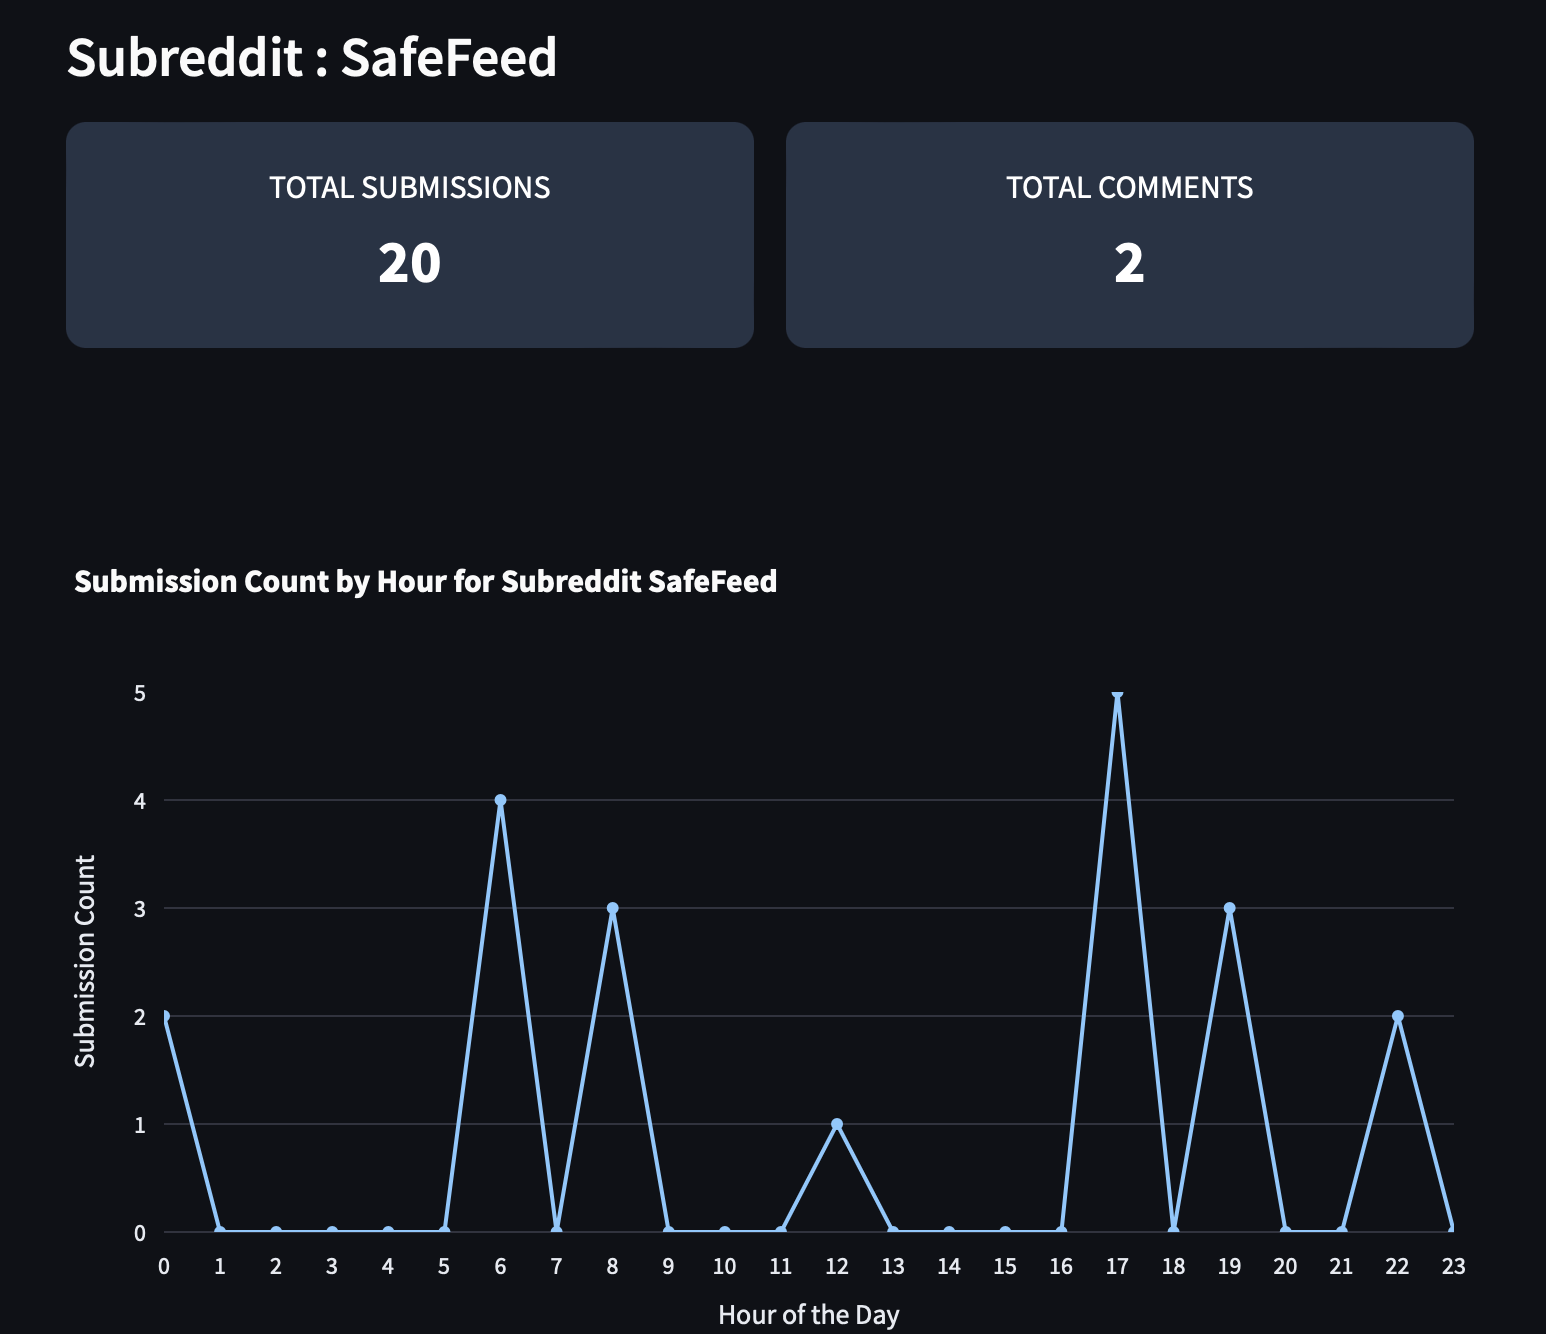 Subreddit : SafeFeed
TOTAL SUBMISSIONS
20
TOTAL COMMENTS
2
Submission Count by Hour for Subreddit SafeFeed
5
4
3
2
1
0
Submission Count
0 1 2 3 4 5 6 7 8 9 10 11 12 13 14 15 16 17 18 19 20 21 22 23
Hour of the Day